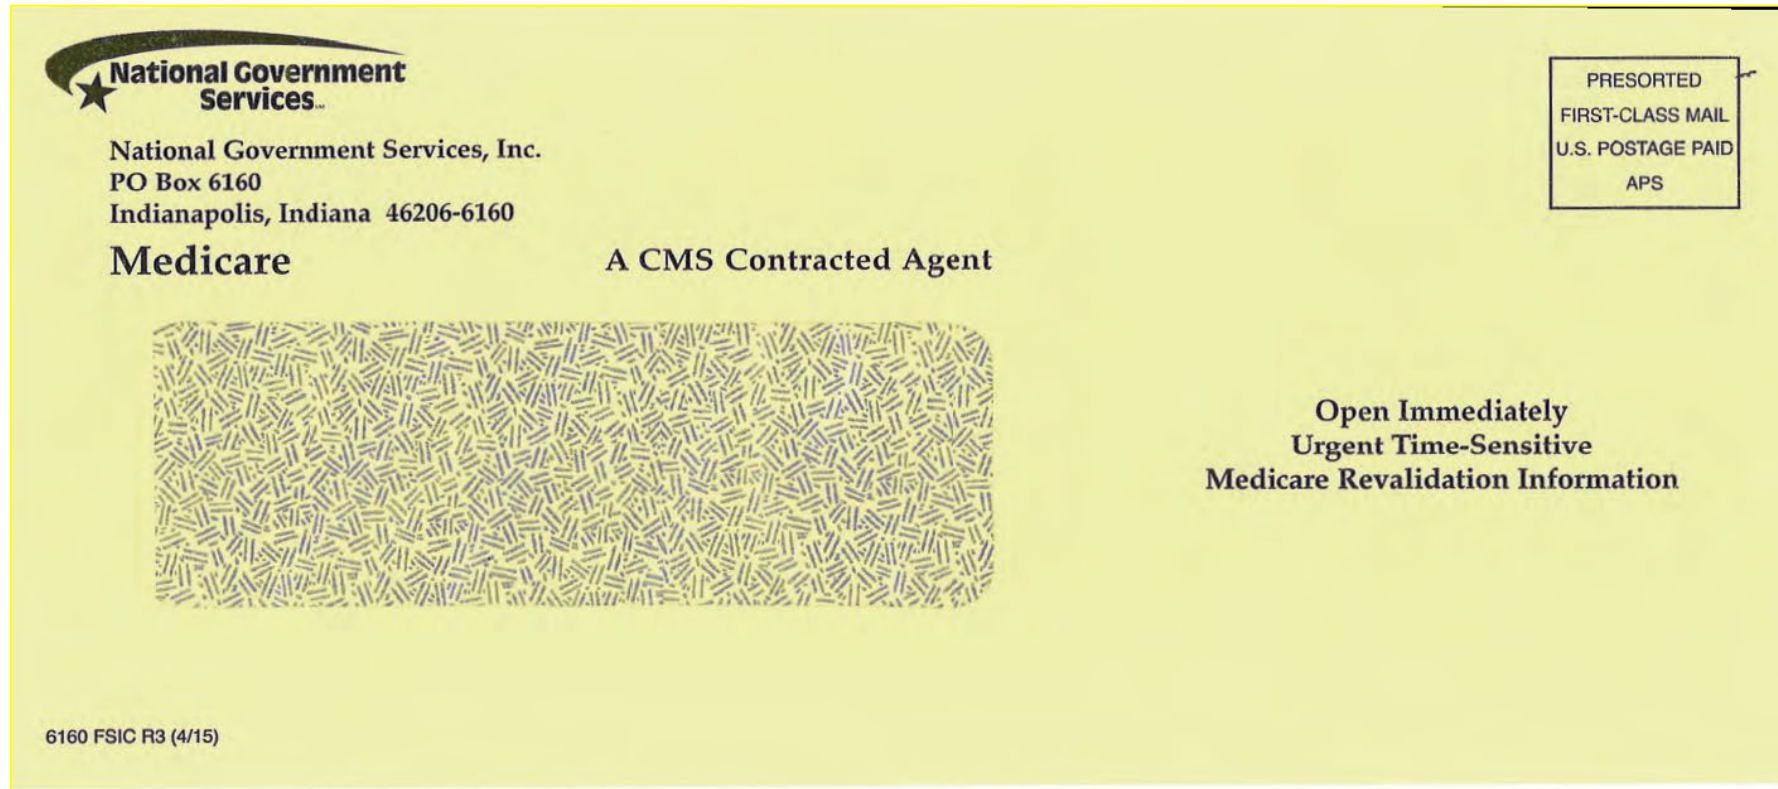 National Government
Services
National Government Services, Inc.
PO Box 6160
Indianapolis, Indiana 46206-6160
Medicare
A CMS Contracted Agent
PRESORTED
FIRST-CLASS MAIL
U.S. POSTAGE PAID
APS
Open Immediately
Urgent Time-Sensitive
Medicare Revalidation Information
6160 FSIC R3 (4/15)